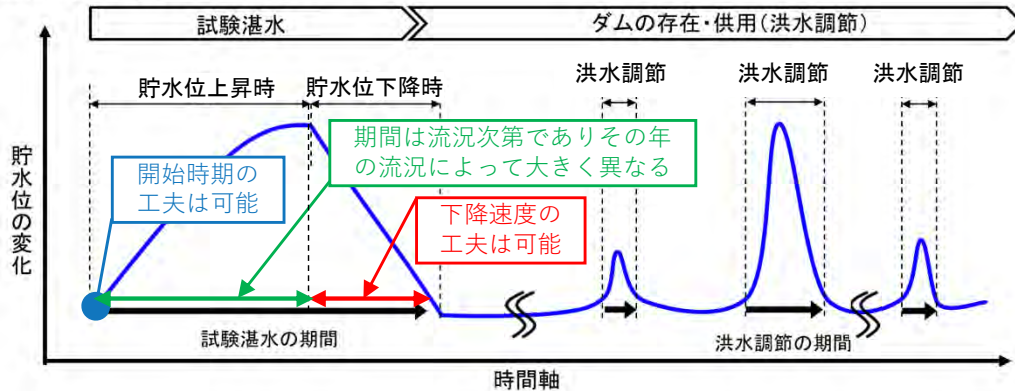 試験湛水
ダムの存在・供用(洪水調節)
貯水位上昇時
貯水位下降時
洪水調節
洪水調節
洪水調節
期間は流況次第でありその年
の流況によって大きく異なる
開始時期の
工夫は可能
下降速度の
工夫は可能
貯水位の変化
試験湛水の期間
洪水調節の期間
時間軸